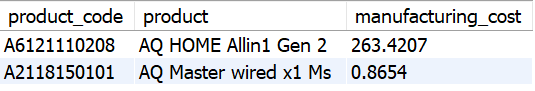 product_code product manufacturing_cost
A6121110208 AQ HOME Allin1 Gen 2 263.4207
A2118150101 AQ Master wired x1 Ms 0.8654